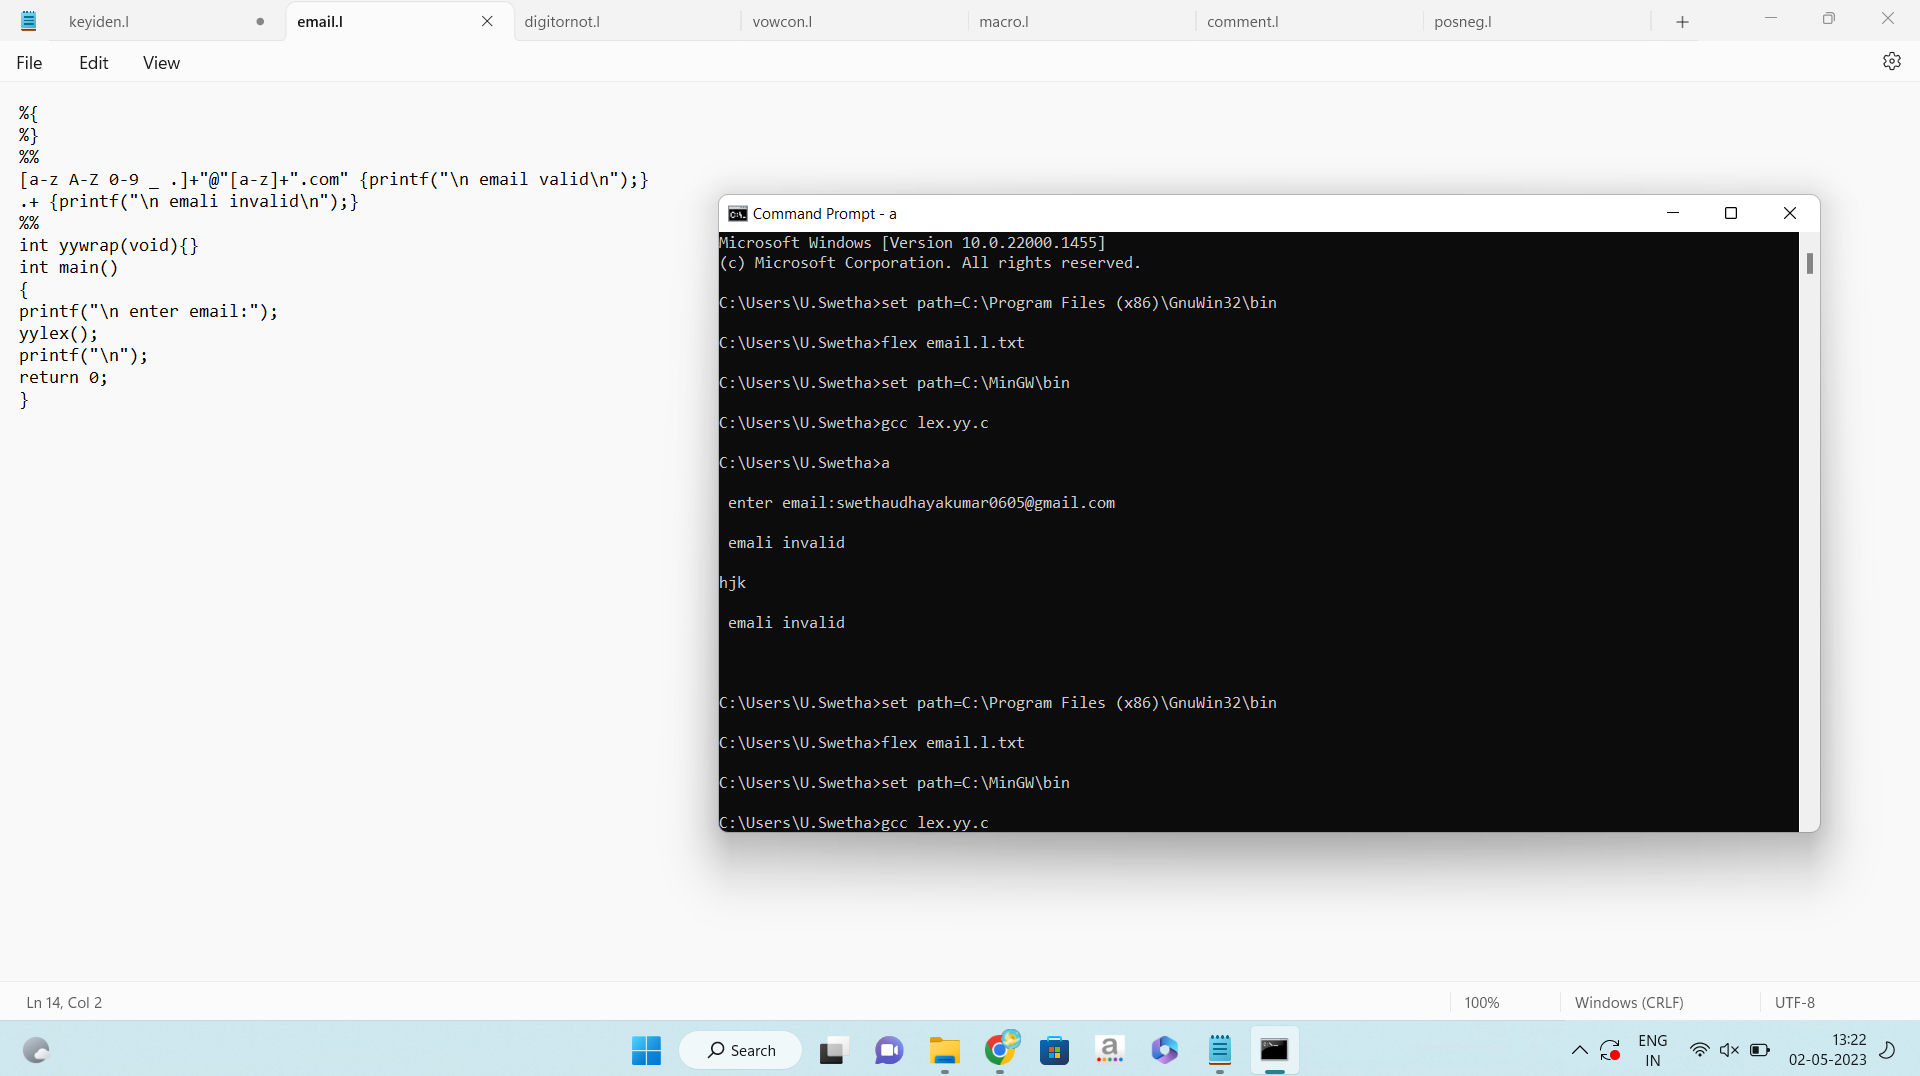 keyiden.l
email.l
digitornot.l
vowcon.l
macro.l
comment.l
posneg.l
File
Edit
View
%{
%}
%%
[a-z A-Z 0-9 _ .]+"@"[a-z]+".com" {printf("\n email valid\n");}
.+ {printf("\n emali invalid\n");}
%%
int yywrap(void){}
int main()
{
printf("\n enter email:");
yylex();
printf("\n");
return 0;
}
Command Prompt - a
Microsoft Windows [Version 10.0.22000.1455]
(c) Microsoft Corporation. All rights reserved.
C:\Users\U.Swetha>set path=C:\Program Files (x86)\GnuWin32\bin
C:\Users\U.Swetha>flex email.l.txt
C:\Users\U.Swetha>set path=C:\MinGW\bin
C:\Users\U.Swetha>gcc lex.yy.c
C:\Users\U.Swetha>a
enter email:swethaudhayakumar0605@gmail.com
emali invalid
hjk
emali invalid
C:\Users\U.Swetha>set path=C:\Program Files (x86)\GnuWin32\bin
C:\Users\U.Swetha>flex email.l.txt
C:\Users\U.Swetha>set path=C:\MinGW\bin
C:\Users\U.Swetha>gcc lex.yy.c
Ln 14, Col 2
100%
Windows (CRLF)
UTF-8
Search
ENG
IN
13:22
02-05-2023